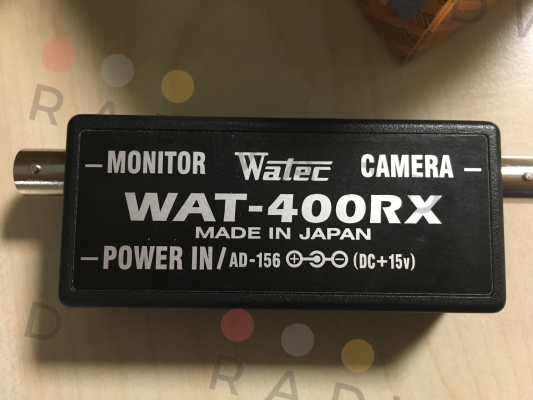 – MONITOR Watec CAMERA –
WAT-400RX
MADE IN JAPAN
– POWER IN / AD-156 (DC+15v)